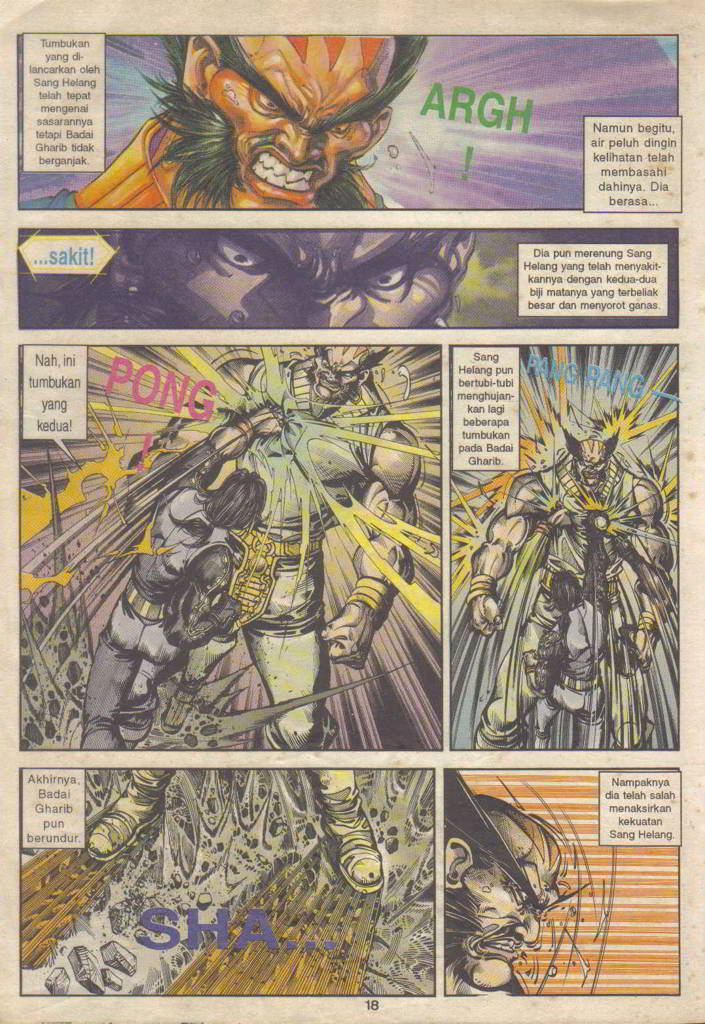 Tumbukan
yang di-
lancarkan oleh
Sang Helang
telah tepat
mengenai
sasarannya
tetapi Badai
Gharib tidak
berganjak.
ARGH
!
Namun begitu,
air peluh dingin
kelihatan telah
membasahi
dahinya. Dia
berasa...
...sakit!
Dia pun merenung Sang
Helang yang telah menyakit-
kannya dengan kedua-dua
biji matanya yang terbeliak
besar dan menyorot ganas.
Nah, ini
tumbukan
yang
kedua!
PONG
!
Sang
Helang pun
bertubi-tubi
menghujan-
kan lagi
beberapa
tumbukan
pada Badai
Gharib.
PANG PANG
Akhirnya,
Badai
Gharib
pun
berundur.
SHA...
Nampaknya
dia telah salah
menaksirkan
kekuatan
Sang Helang.
18